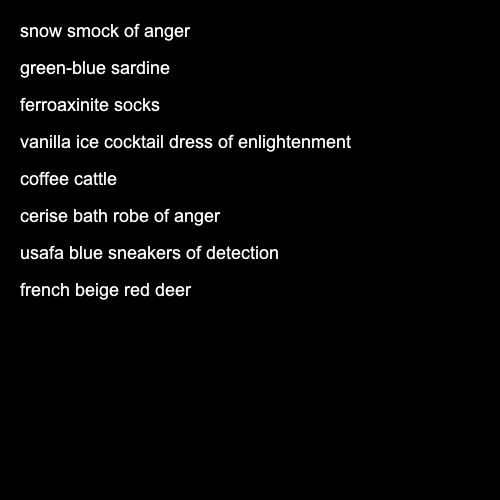 snow smock of anger
green-blue sardine
ferroaxinite socks
vanilla ice cocktail dress of enlightenment
coffee cattle
cerise bath robe of anger
usafa blue sneakers of detection
french beige red deer